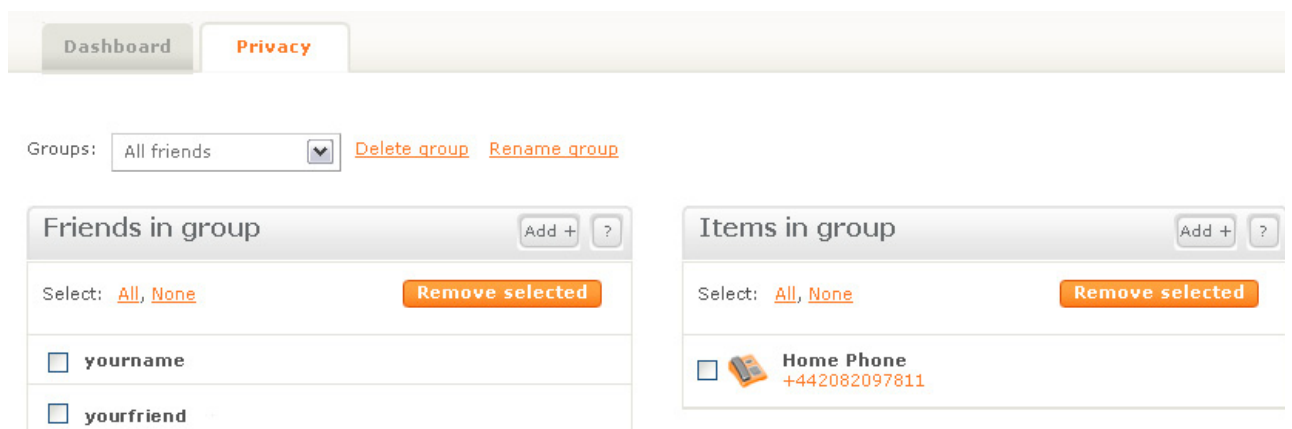 Dashboard Privacy
Groups: All friends Delete group Rename group
Friends in group Add + ?
Select: All, None Remove selected
yourname
yourfriend
Items in group Add + ?
Select: All, None Remove selected
Home Phone
+442082097811